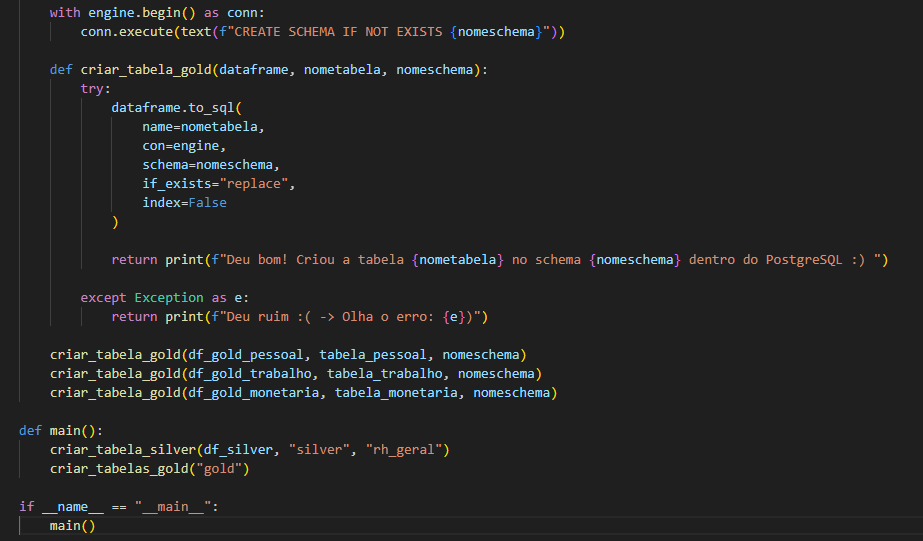 with engine.begin() as conn:
conn.execute(text(f"CREATE SCHEMA IF NOT EXISTS {nomeschema}"))
def criar_tabela_gold(dataframe, nometabela, nomeschema):
try:
dataframe.to_sql(
name=nometabela,
con=engine,
schema=nomeschema,
if_exists="replace",
index=False
)
return print(f"Deu bom! Criou a tabela {nometabela} no schema {nomeschema} dentro do PostgreSQL :) ")
except Exception as e:
return print(f"Deu ruim :( -> Olha o erro: {e})")
criar_tabela_gold(df_gold_pessoal, tabela_pessoal, nomeschema)
criar_tabela_gold(df_gold_trabalho, tabela_trabalho, nomeschema)
criar_tabela_gold(df_gold_monetaria, tabela_monetaria, nomeschema)
def main():
criar_tabela_silver(df_silver, "silver", "rh_geral")
criar_tabelas_gold("gold")
if __name__ == "__main__":
main()